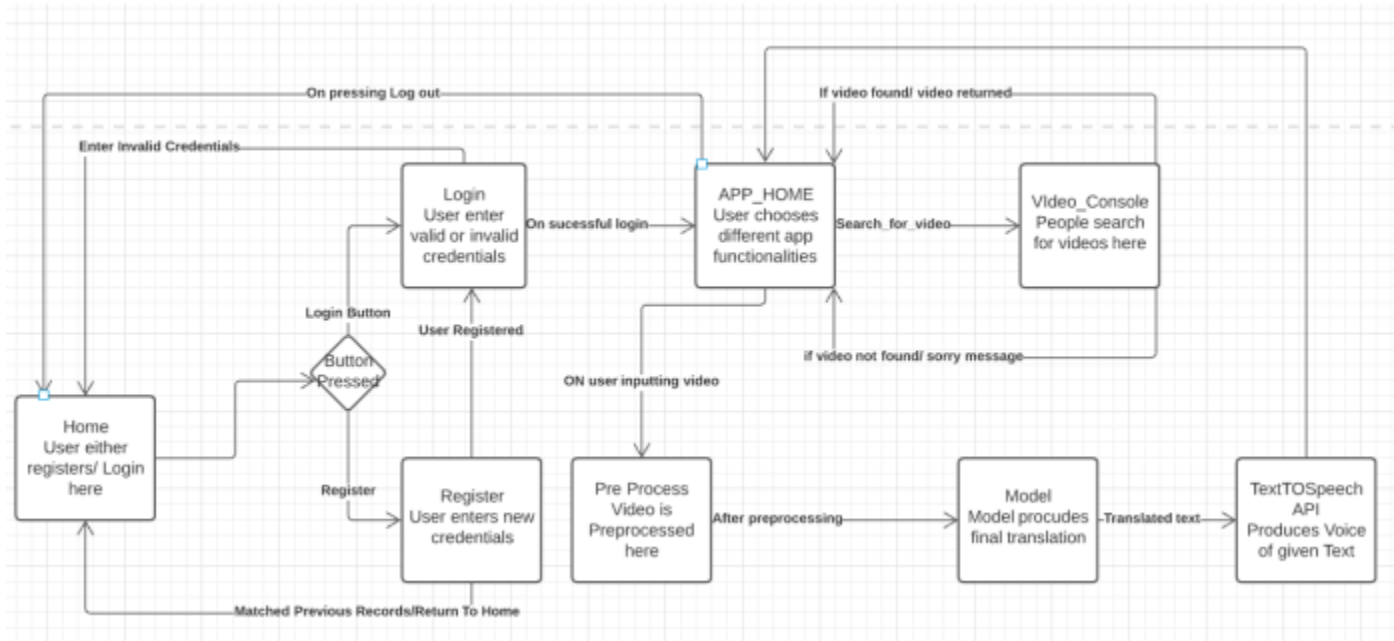 On pressing Log out
If video found/ video returned
Enter Invalid Credentials
Login
User enter
valid or invalid
credentials
On sucessful login
APP_HOME
User chooses
different app
functionalities
Search_for_video
VIdeo_Console
People search
for videos here
Login Button
User Registered
Button
Pressed
if video not found/ sorry message
ON user inputting video
Home
User either
registers/ Login
here
Register
Register
User enters new
credentials
Pre Process
Video is
Preprocessed
here
After preprocessing
Model
Model procudes
final translation
Translated text
TextTOSpeech
API
Produces Voice
of given Text
Matched Previous Records/Return To Home